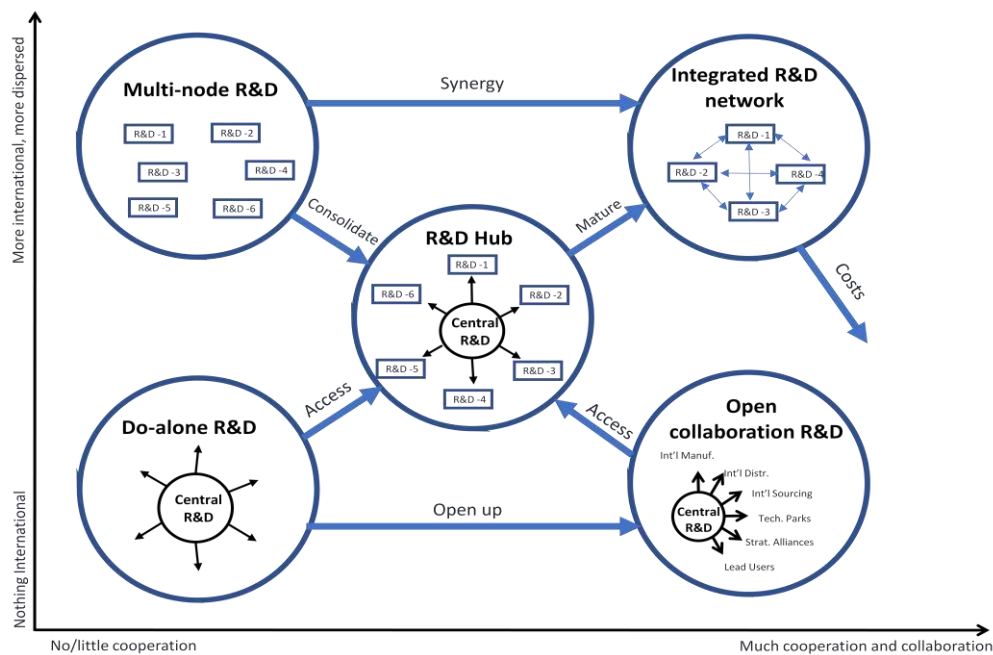 More international, more dispersed
Nothing International
Multi-node R&D
R&D -1
R&D -2
R&D -3
R&D -4
R&D -5
R&D -6
Synergy
Integrated R&D
network
R&D -1
R&D -2
R&D -4
R&D -3
Consolidate
Mature
Costs
R&D Hub
R&D -1
R&D -6
R&D -2
Central
R&D
R&D -5
R&D -3
R&D -4
Access
Access
Do-alone R&D
Central
R&D
Open up
Open
collaboration R&D
Int'l Manuf.
Int'l Distr.
Int'l Sourcing
Central
R&D
Tech. Parks
Strat. Alliances
Lead Users
No/little cooperation
Much cooperation and collaboration